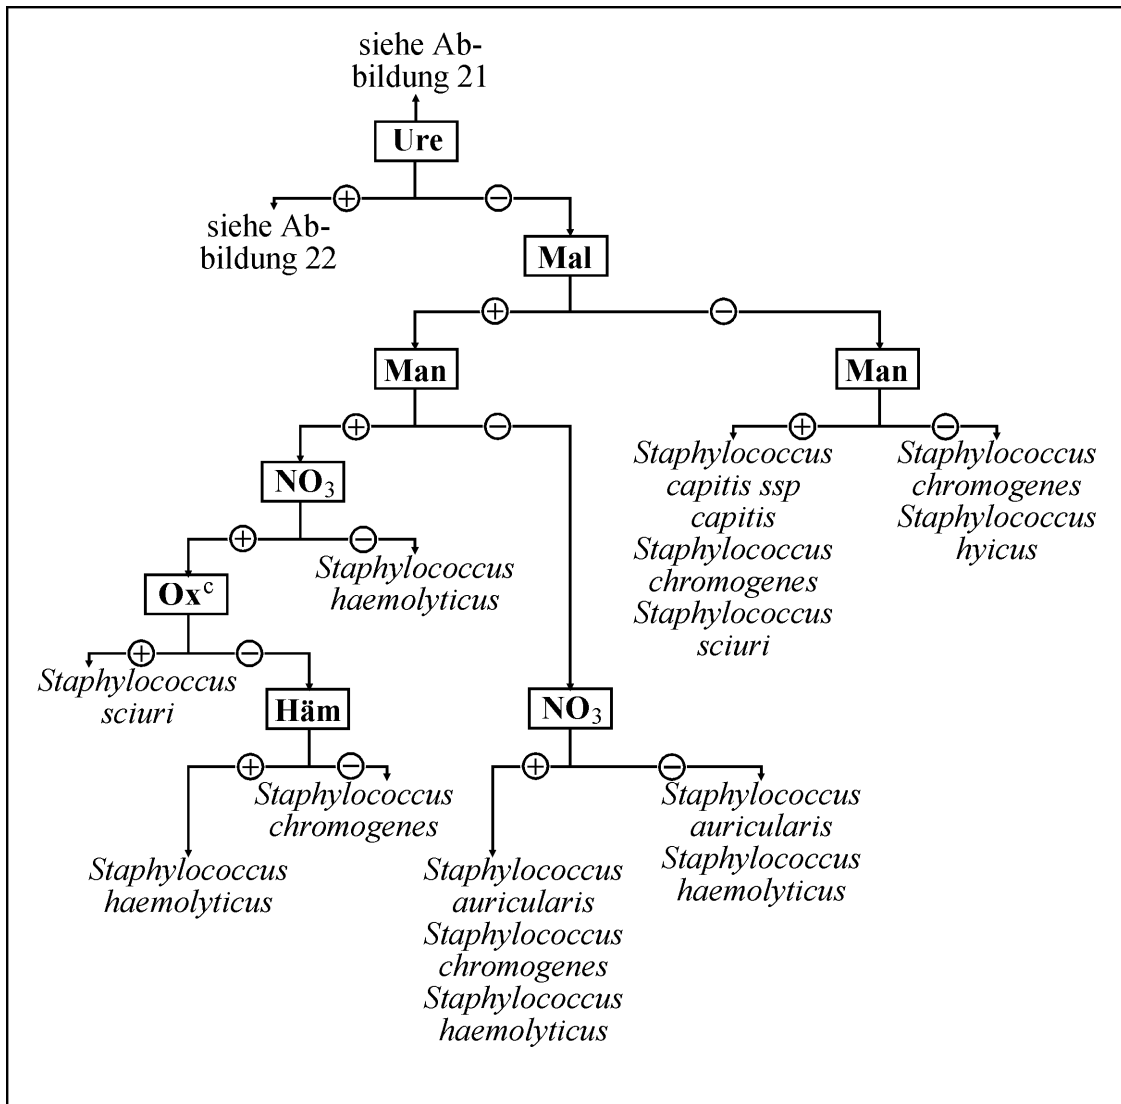 siehe Ab-
bildung 21
Ure
+
−
siehe Ab-
bildung 22
Mal
+
−
Man
Man
+
−
+
−
Staphylococcus
capitis ssp
capitis
Staphylococcus
chromogenes
Staphylococcus
sciuri
Staphylococcus
chromogenes
Staphylococcus
hyicus
NO₃
+
−
Staphylococcus
haemolyticus
Oxᶜ
+
−
Staphylococcus
sciuri
Häm
NO₃
+
−
+
−
Staphylococcus
chromogenes
Staphylococcus
haemolyticus
Staphylococcus
auricularis
Staphylococcus
haemolyticus
Staphylococcus
auricularis
Staphylococcus
chromogenes
Staphylococcus
haemolyticus